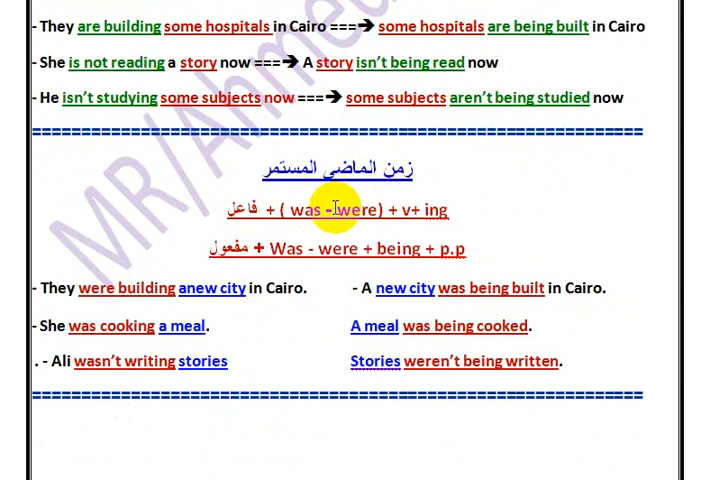 - They are building some hospitals in Cairo ===➔ some hospitals are being built in Cairo
- She is not reading a story now ===➔ A story isn't being read now
- He isn't studying some subjects now ===➔ some subjects aren't being studied now
==============================================================
زمن الماضي المستمر
فاعل + ( was - were) + v+ ing
مفعول + Was - were + being + p.p
- They were building anew city in Cairo. - A new city was being built in Cairo.
- She was cooking a meal. A meal was being cooked.
. - Ali wasn't writing stories Stories weren't being written.
==============================================================
MR/Ahmed